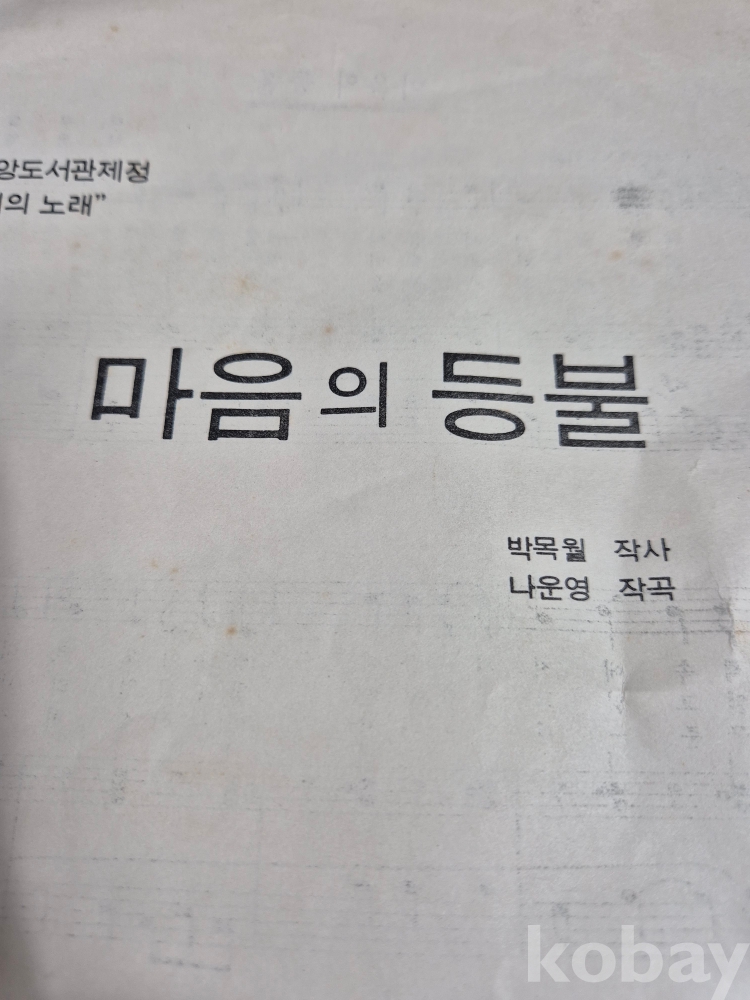 앙도서관제정
의 노래”
마음의 등불
박목월 작사
나운영 작곡
kobay